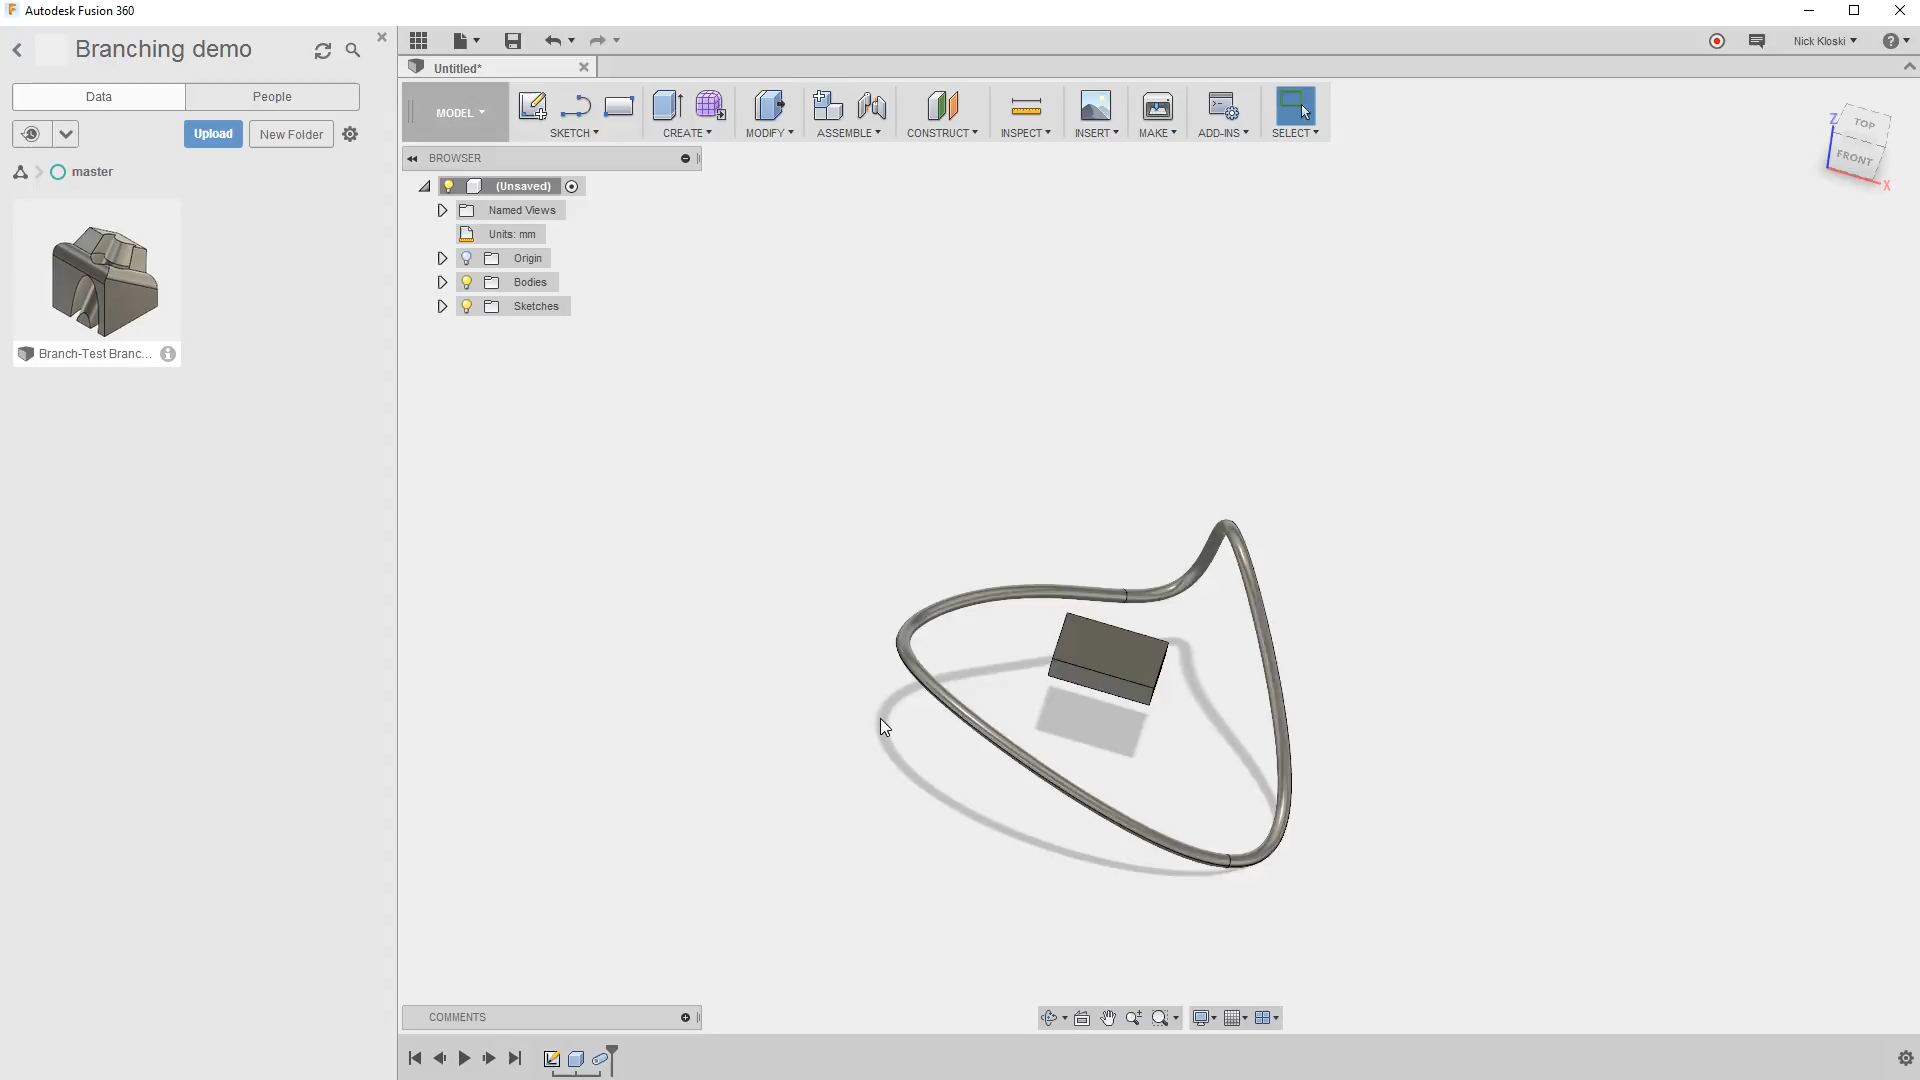 Autodesk Fusion 360
Branching demo
Data
People
Upload
New Folder
master
Branch-Test Branc...
Nick Kloski
Untitled*
MODEL
SKETCH
CREATE
MODIFY
ASSEMBLE
CONSTRUCT
INSPECT
INSERT
MAKE
ADD-INS
SELECT
BROWSER
(Unsaved)
Named Views
Units: mm
Origin
Bodies
Sketches
Z
TOP
FRONT
X
COMMENTS